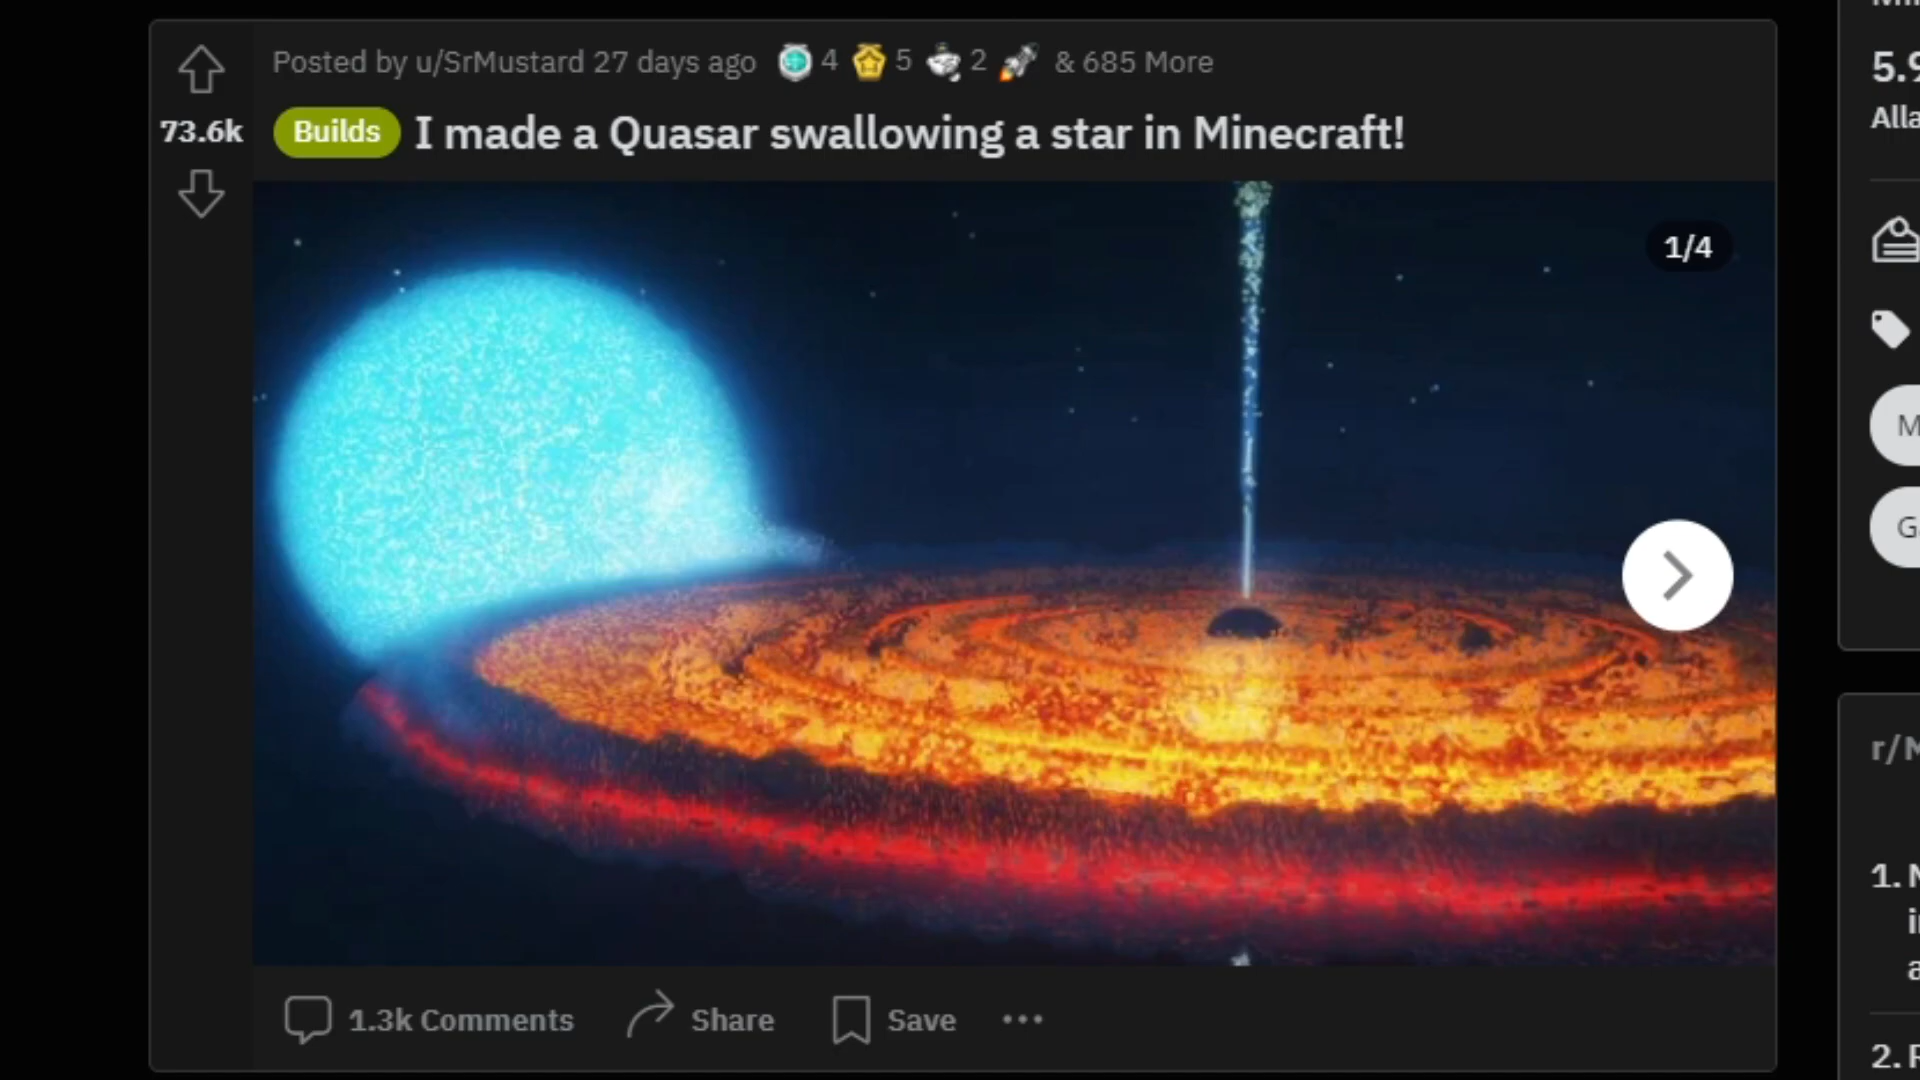 Posted by u/SrMustard 27 days ago 4 5 2 & 685 More
73.6k
Builds I made a Quasar swallowing a star in Minecraft!
1/4
1.3k Comments Share Save
5.9
Alla
M
G
r/M
1.
2.